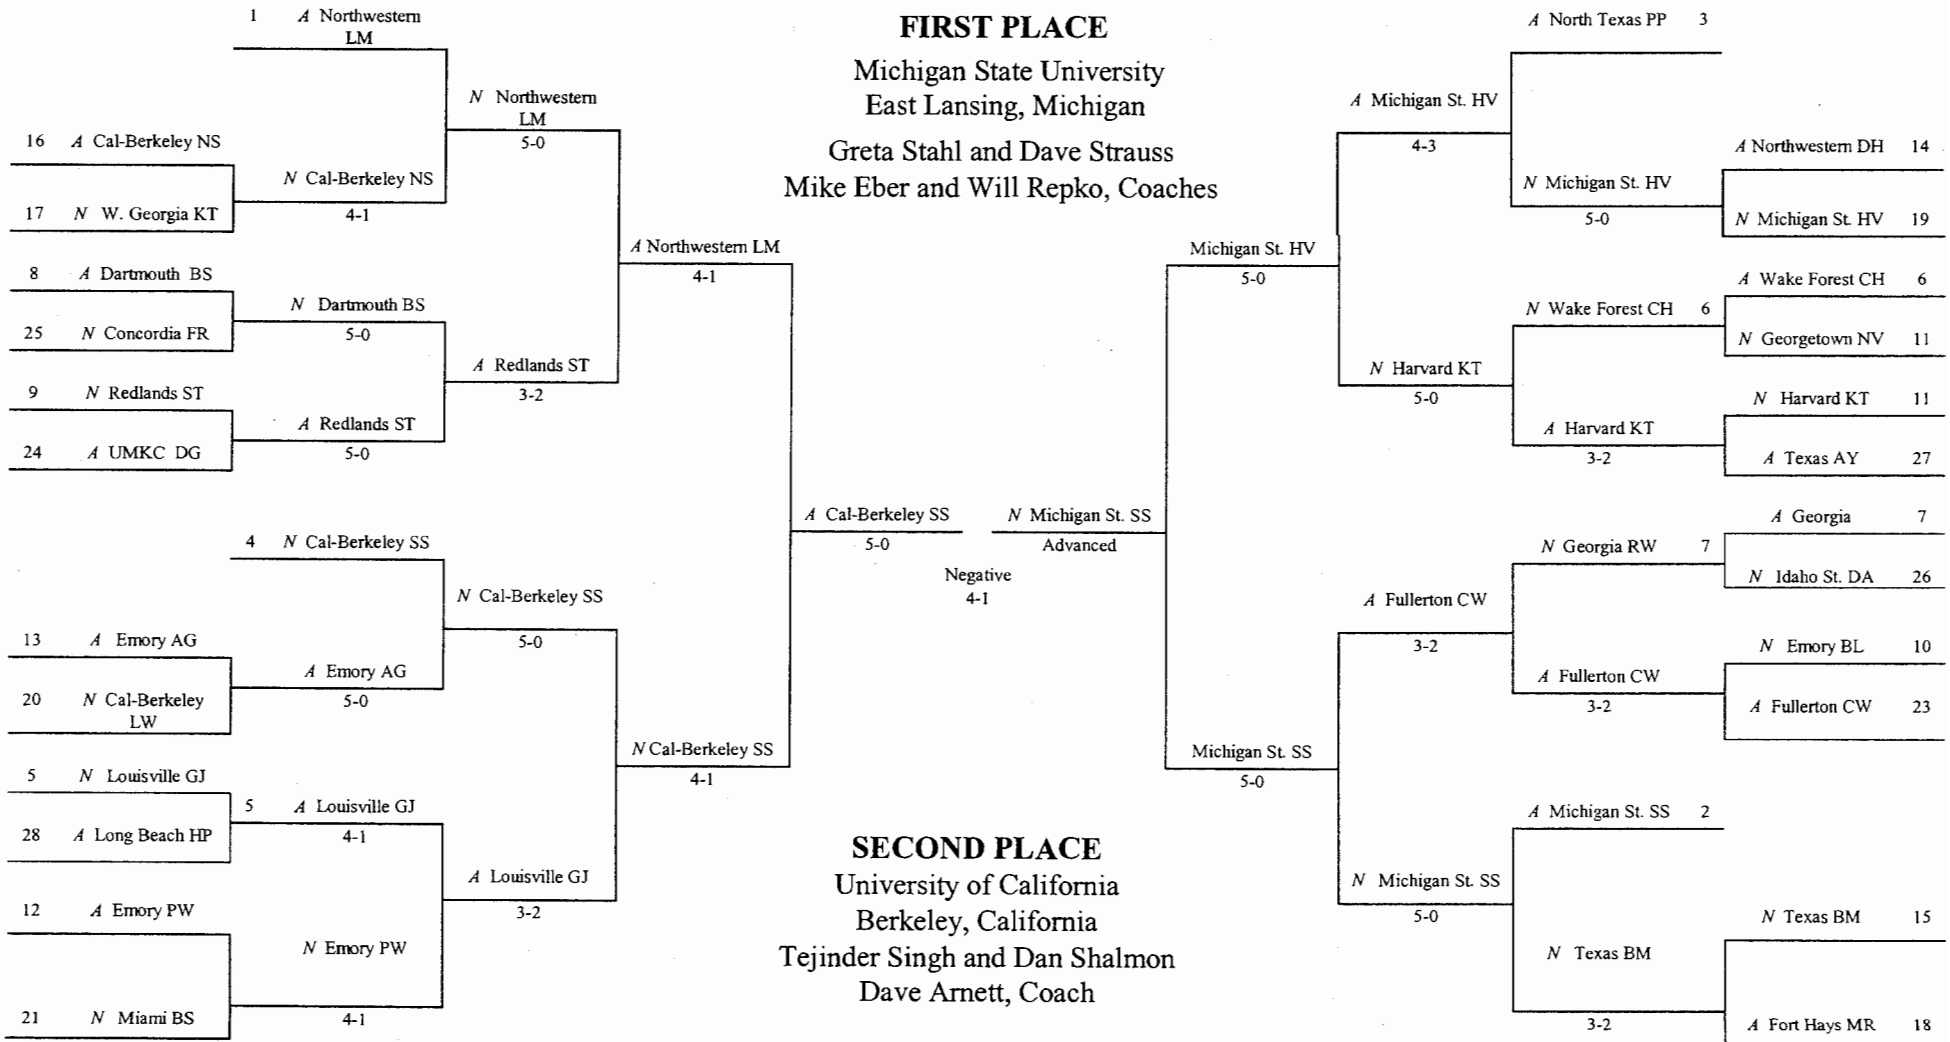 FIRST PLACE
Michigan State University
East Lansing, Michigan
Greta Stahl and Dave Strauss
Mike Eber and Will Repko, Coaches
1 A Northwestern
LM
16 A Cal-Berkeley NS
17 N W. Georgia KT
8 A Dartmouth BS
25 N Concordia FR
9 N Redlands ST
24 A UMKC DG
4 N Cal-Berkeley SS
13 A Emory AG
20 N Cal-Berkeley
LW
5 N Louisville GJ
28 A Long Beach HP
12 A Emory PW
21 N Miami BS
N Cal-Berkeley NS
4-1
N Dartmouth BS
5-0
A Redlands ST
5-0
A Emory AG
5-0
5 A Louisville GJ
4-1
N Emory PW
4-1
N Northwestern
LM
5-0
A Redlands ST
3-2
N Cal-Berkeley SS
5-0
A Louisville GJ
3-2
A Northwestern LM
4-1
N Cal-Berkeley SS
4-1
A Cal-Berkeley SS
5-0
N Michigan St. SS
Advanced
Negative
4-1
Michigan St. HV
5-0
Michigan St. SS
5-0
A Michigan St. HV
4-3
N Harvard KT
5-0
A Fullerton CW
3-2
N Michigan St. SS
5-0
A North Texas PP 3
N Michigan St. HV
5-0
N Wake Forest CH 6
A Harvard KT
3-2
N Georgia RW 7
A Fullerton CW
3-2
A Michigan St. SS 2
N Texas BM
3-2
A Northwestern DH 14
N Michigan St. HV 19
A Wake Forest CH 6
N Georgetown NV 11
N Harvard KT 11
A Texas AY 27
A Georgia 7
N Idaho St. DA 26
N Emory BL 10
A Fullerton CW 23
N Texas BM 15
A Fort Hays MR 18
SECOND PLACE
University of California
Berkeley, California
Tejinder Singh and Dan Shalmon
Dave Arnett, Coach